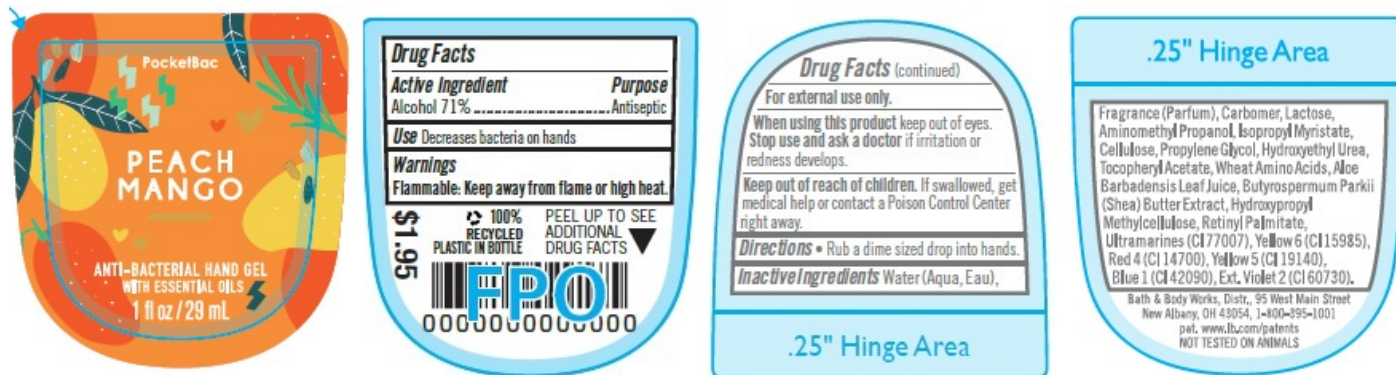 PocketBac
PEACH
MANGO
ANTI-BACTERIAL HAND GEL
WITH ESSENTIAL OILS
1 fl oz / 29 mL
Drug Facts
Active Ingredient Purpose
Alcohol 71% Antiseptic
Use Decreases bacteria on hands
Warnings
Flammable: Keep away from flame or high heat.
$1.95
100%
RECYCLED
PLASTIC IN BOTTLE
PEEL UP TO SEE
ADDITIONAL
DRUG FACTS
FPO
000000000000
Drug Facts (continued)
For external use only.
When using this product keep out of eyes.
Stop use and ask a doctor if irritation or
redness develops.
Keep out of reach of children. If swallowed, get
medical help or contact a Poison Control Center
right away.
Directions • Rub a dime sized drop into hands.
Inactive Ingredients Water (Aqua, Eau),
.25" Hinge Area
.25" Hinge Area
Fragrance (Parfum), Carbomer, Lactose,
Aminomethyl Propanol, Isopropyl Myristate,
Cellulose, Propylene Glycol, Hydroxyethyl Urea,
Tocopheryl Acetate, Wheat Amino Acids, Aloe
Barbadensis Leaf Juice, Butyrospermum Parkii
(Shea) Butter Extract, Hydroxypropyl
Methylcellulose, Retinyl Palmitate,
Ultramarines (CI 77007), Yellow 6 (CI 15985),
Red 4 (CI 14700), Yellow 5 (CI 19140),
Blue 1 (CI 42090), Ext. Violet 2 (CI 60730).
Bath & Body Works, Distr., 95 West Main Street
New Albany, OH 43054, 1-800-395-1001
pat. www.lb.com/patents
NOT TESTED ON ANIMALS